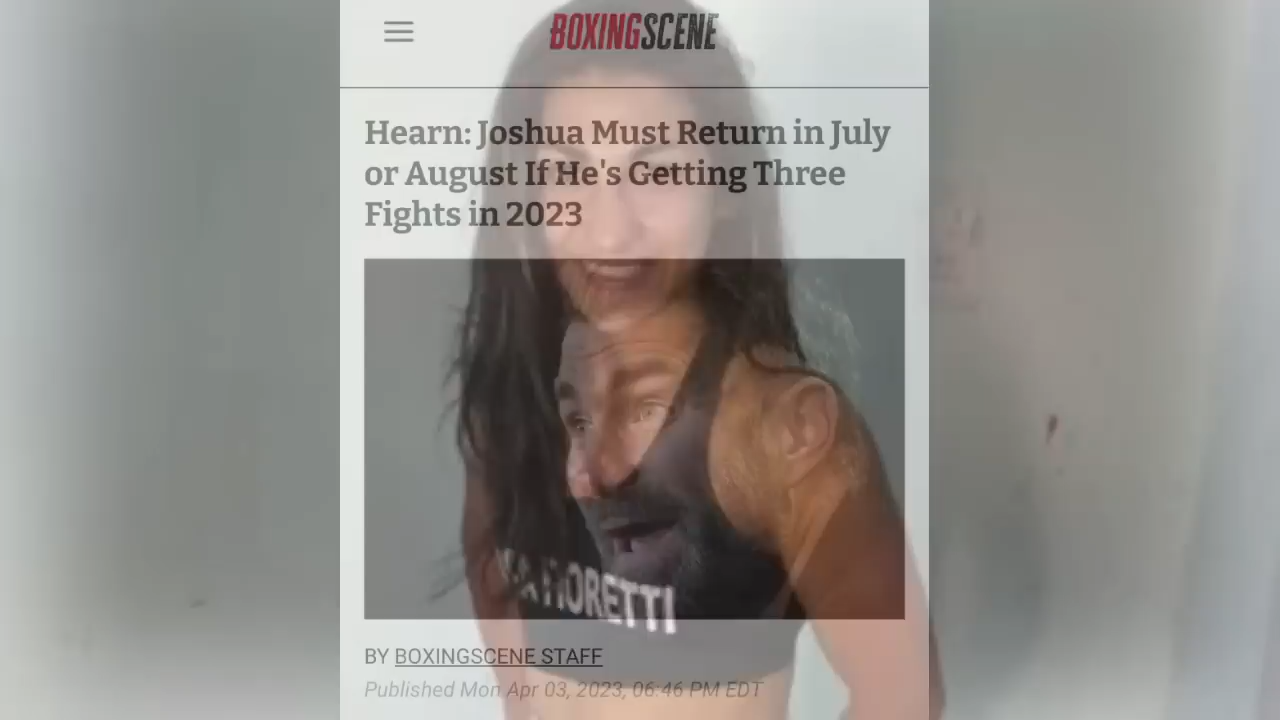 BOXINGSCENE
Hearn: Joshua Must Return in July
or August If He's Getting Three
Fights in 2023
FIORETTI
BY BOXINGSCENE STAFF
Published Mon Apr 03, 2023, 06:46 PM EDT